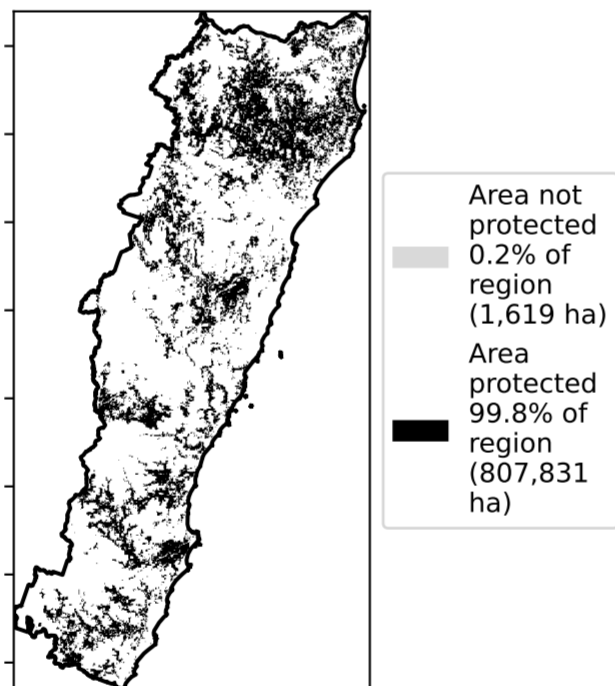 Area not
protected
0.2% of
region
(1,619 ha)
Area
protected
99.8% of
region
(807,831
ha)